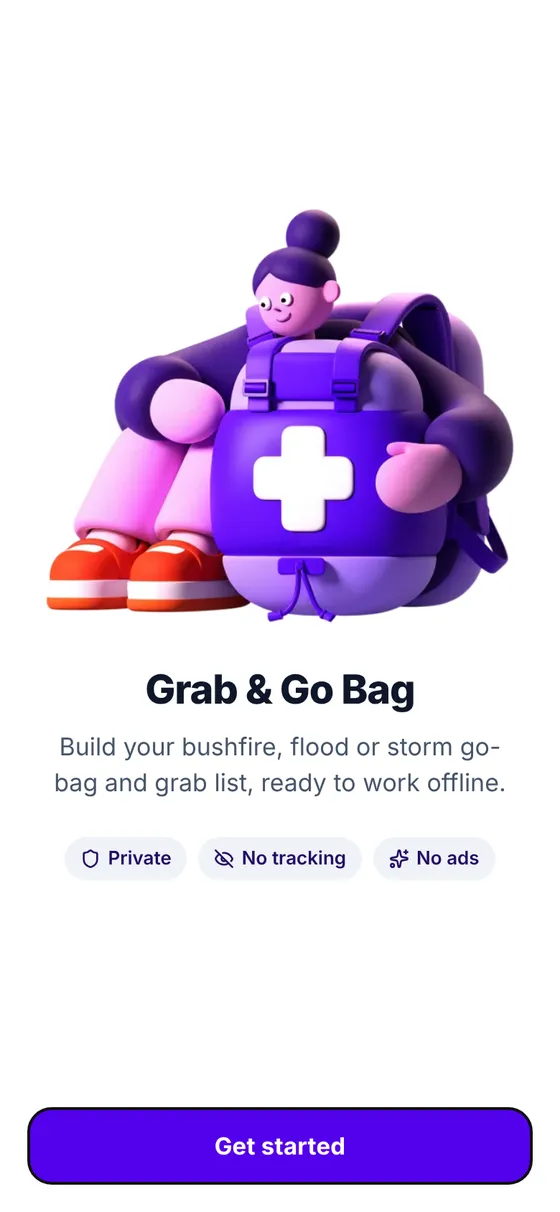 Grab & Go Bag
Build your bushfire, flood or storm go-
bag and grab list, ready to work offline.
Private
No tracking
No ads
Get started